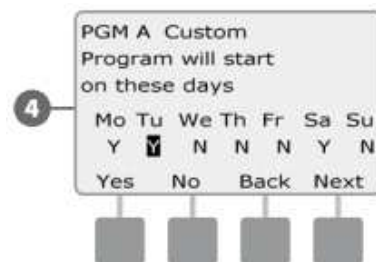 PGM A Custom
Program will start
on these days
4
Mo Tu We Th Fr Sa Su
Y Y N N N Y N
Yes No Back Next